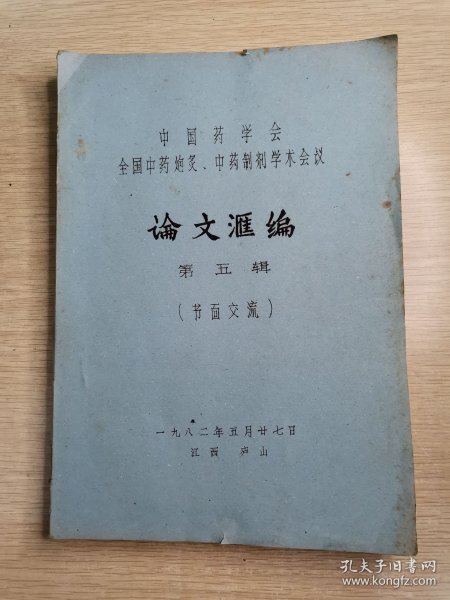 中国药学会
全国中药炮炙、中药制剂学术会议
论文滙编
第五辑
(书面交流)
一九八二年五月廿七日
江西 庐山
孔夫子旧书网
www.kongfz.com